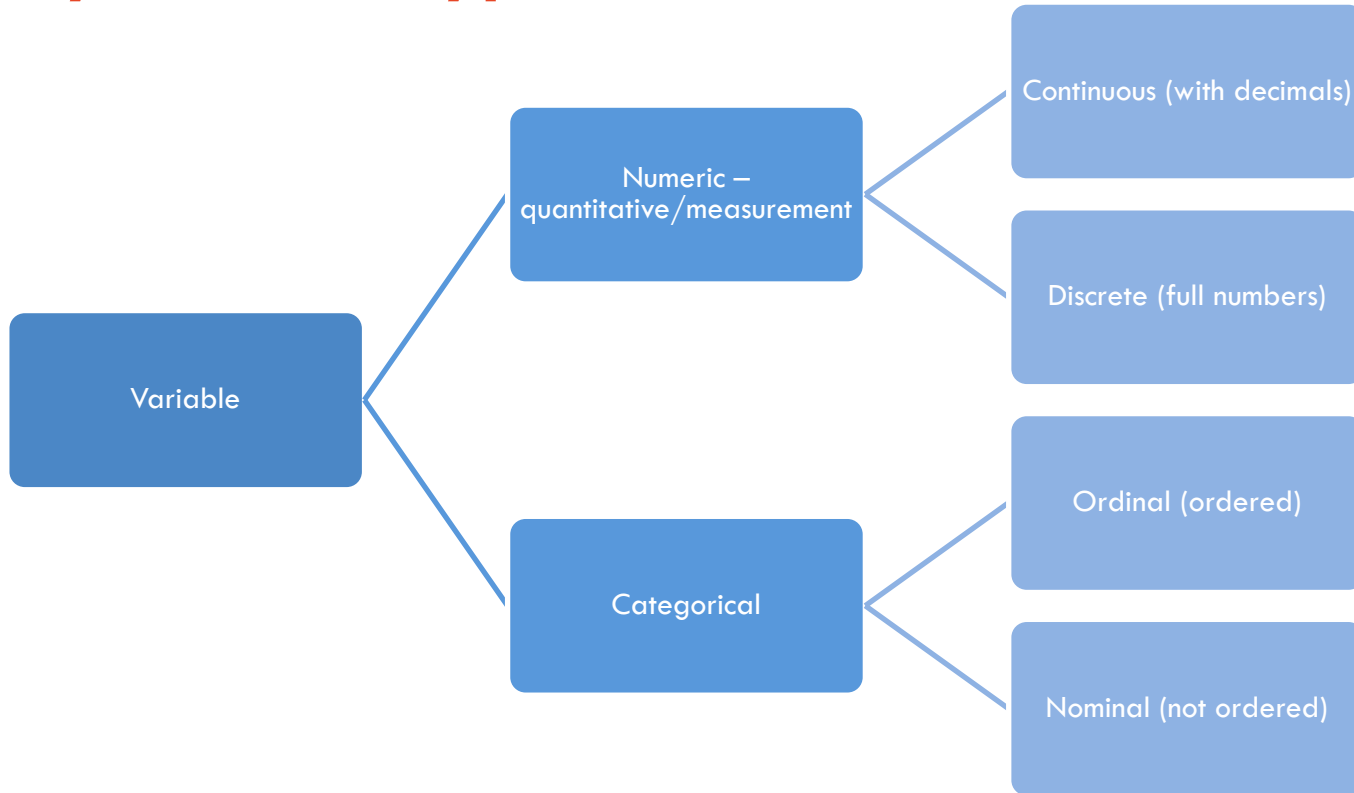 Variable
Numeric –
quantitative/measurement
Categorical
Continuous (with decimals)
Discrete (full numbers)
Ordinal (ordered)
Nominal (not ordered)